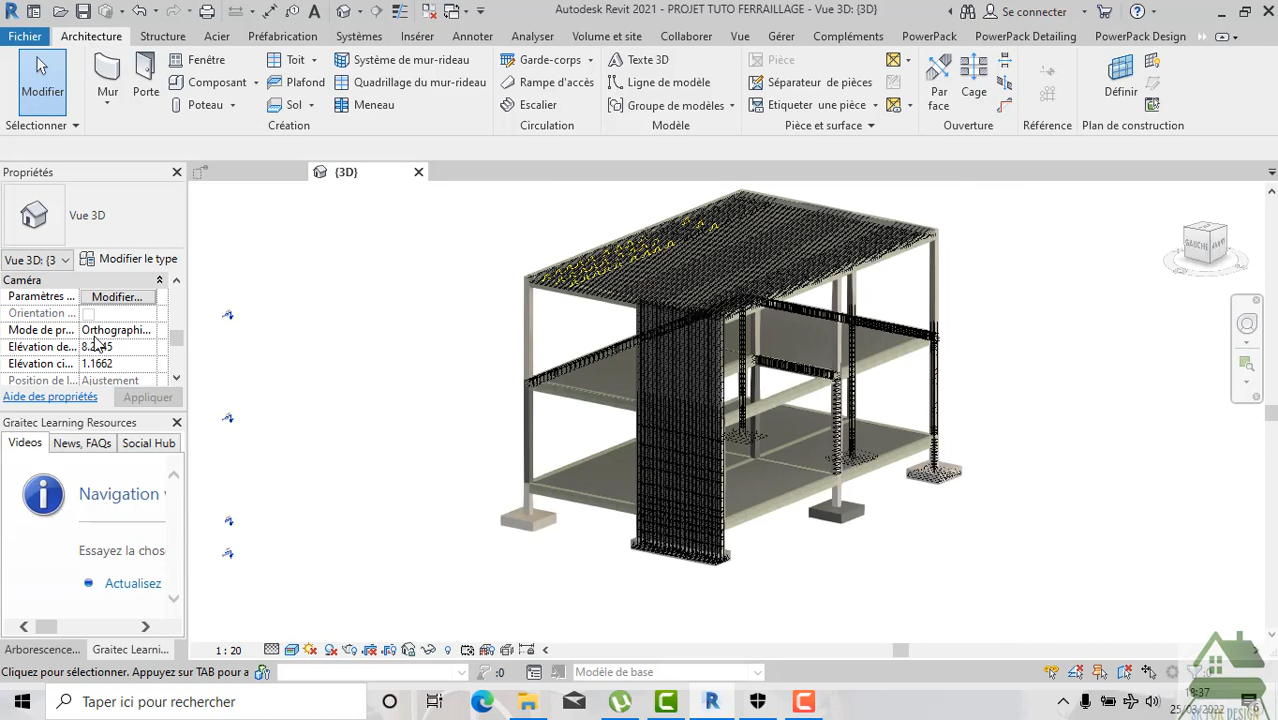 Autodesk Revit 2021 - PROJET TUTO FERRAILLAGE - Vue 3D: {3D}
Se connecter
Fichier Architecture Structure Acier Préfabrication Systèmes Insérer Annoter Analyser Volume et site Collaborer Vue Gérer Compléments PowerPack PowerPack Detailing PowerPack Design
Modifier
Mur
Porte
Fenêtre
Composant
Poteau
Toit
Plafond
Sol
Système de mur-rideau
Quadrillage du mur-rideau
Meneau
Garde-corps
Rampe d'accès
Escalier
Texte 3D
Ligne de modèle
Groupe de modèles
Pièce
Séparateur de pièces
Etiqueter une pièce
Par face
Cage
Définir
Sélectionner Création Circulation Modèle Pièce et surface Ouverture Référence Plan de construction
Propriétés
{3D}
Vue 3D
Vue 3D: {3
Modifier le type
Caméra
Paramètres ... Modifier...
Orientation ...
Mode de pr... Orthographi...
Elévation de...
Elévation ci... 1.1662
Position de l... Ajustement
Aide des propriétés Appliquer
Graitec Learning Resources
Videos News, FAQs Social Hub
Navigation
Essayez la chos
Actualisez
Arborescence... Graitec Learni...
GAUCHE
1 : 20
Cliquez pour sélectionner. Appuyez sur TAB pour a
:0
Modèle de base
Taper ici pour rechercher
18:37
25/03/2022